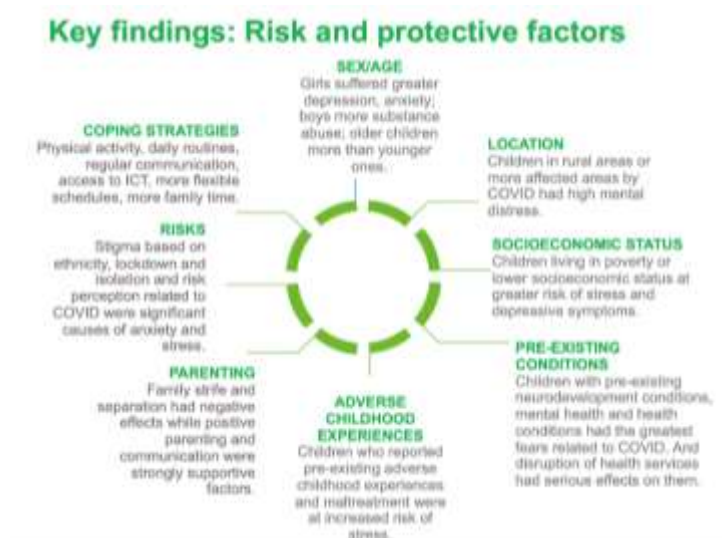 Key findings: Risk and protective factors
SEX/AGE
Girls suffered greater
depression, anxiety;
boys more substance
abuse; older children
more than younger
ones.
COPING STRATEGIES
Physical activity, daily routines,
regular communication,
access to ICT, more flexible
schedules, more family time.
LOCATION
Children in rural areas or
more affected areas by
COVID had high mental
distress.
RISKS
Stigma based on
ethnicity, lockdown and
isolation and risk
perception related to
COVID were significant
causes of anxiety and
stress.
SOCIOECONOMIC STATUS
Children living in poverty or
lower socioeconomic status at
greater risk of stress and
depressive symptoms.
PARENTING
Family strife and
separation had negative
effects while positive
parenting and
communication were
strongly supportive
factors.
ADVERSE
CHILDHOOD
EXPERIENCES
Children who reported
pre-existing adverse
childhood experiences
and maltreatment were
at increased risk of
stress.
PRE-EXISTING
CONDITIONS
Children with pre-existing
neurodevelopment conditions,
mental health and health
conditions had the greatest
fears related to COVID. And
disruption of health services
had serious effects on them.